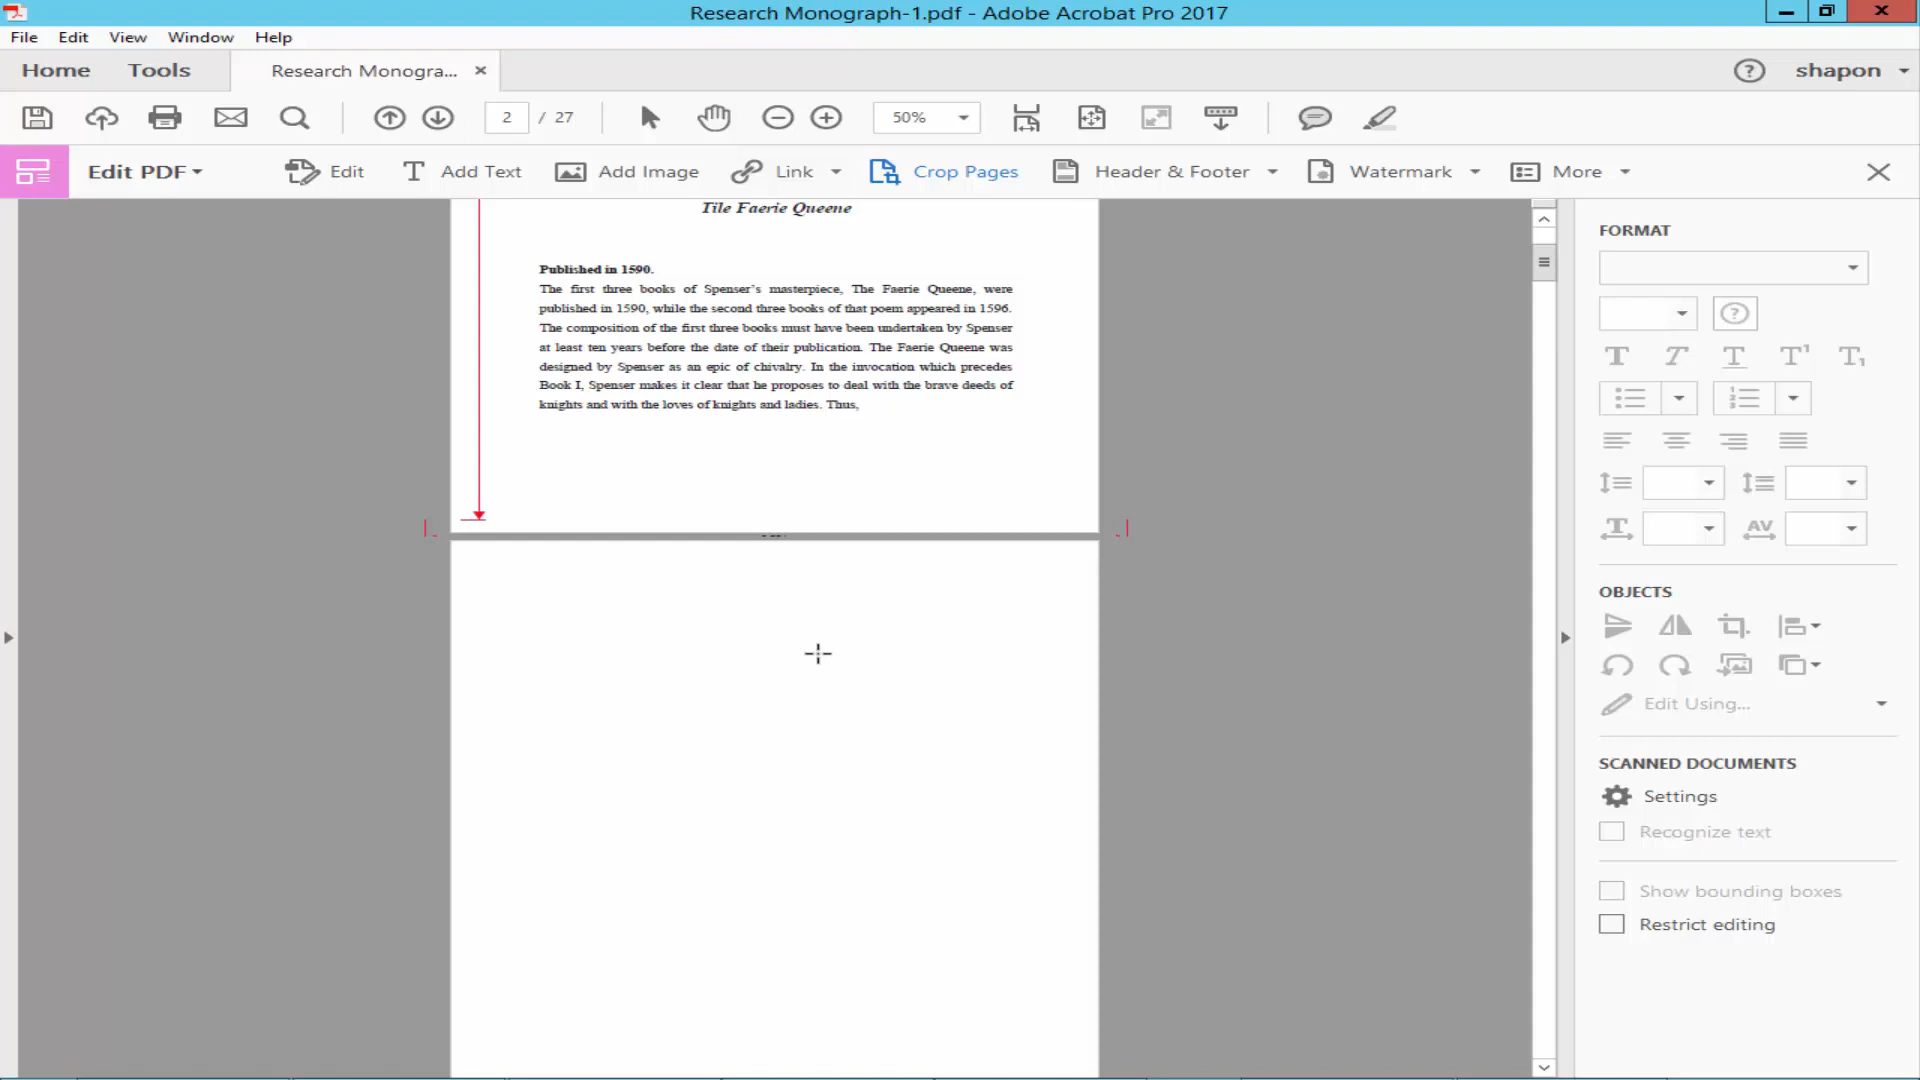 Research Monograph-1.pdf - Adobe Acrobat Pro 2017
File Edit View Window Help
Home Tools Research Monogra... shapon
2 / 27 50%
Edit PDF Edit Add Text Add Image Link Crop Pages Header & Footer Watermark More
Tile Faerie Queene
Published in 1590.
The first three books of Spenser's masterpiece, The Faerie Queene, were
published in 1590, while the second three books of that poem appeared in 1596.
The composition of the first three books must have been undertaken by Spenser
at least ten years before the date of their publication. The Faerie Queene was
designed by Spenser as an epic of chivalry. In the invocation which precedes
Book I, Spenser makes it clear that he proposes to deal with the brave deeds of
knights and with the loves of knights and ladies. Thus,
FORMAT
OBJECTS
Edit Using...
SCANNED DOCUMENTS
Settings
Recognize text
Show bounding boxes
Restrict editing